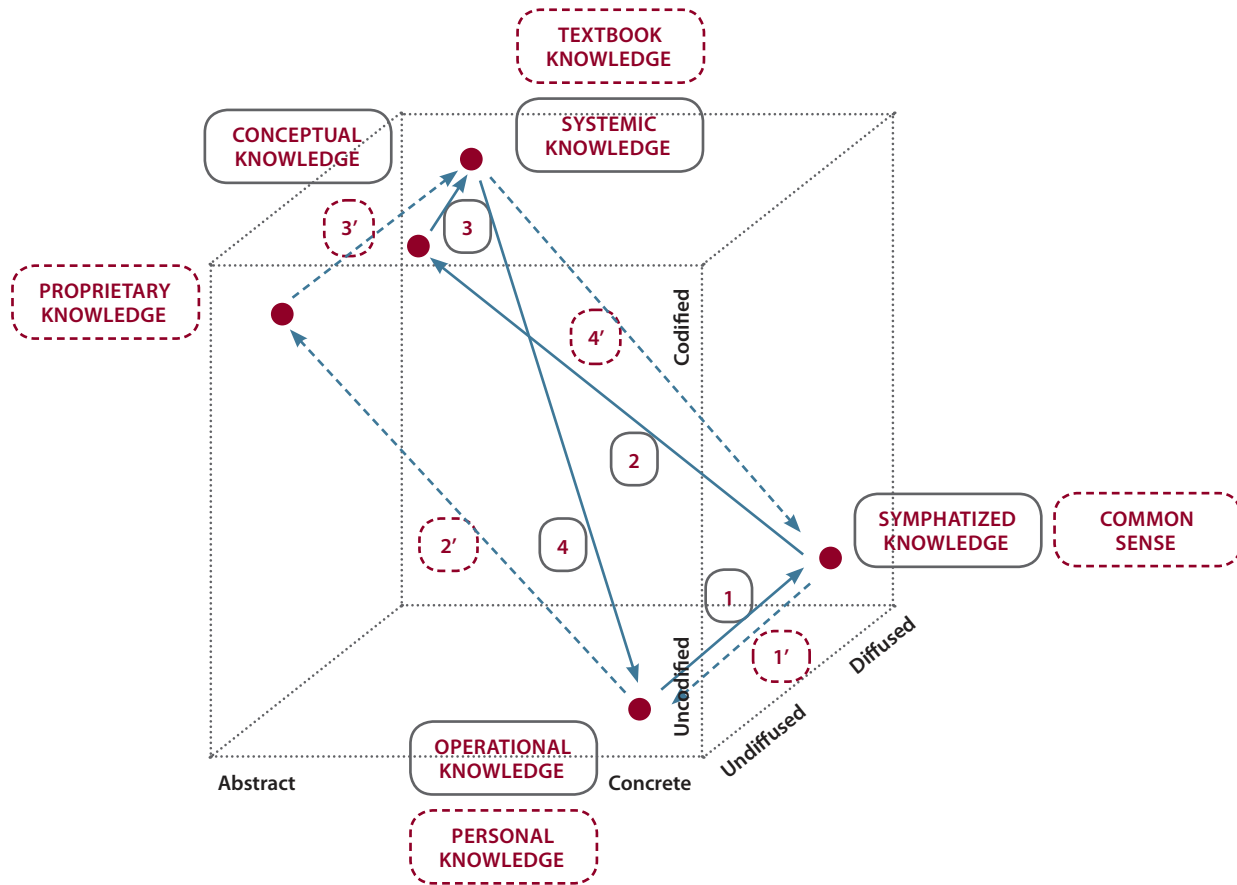 TEXTBOOK
KNOWLEDGE
SYSTEMIC
KNOWLEDGE
CONCEPTUAL
KNOWLEDGE
3′
3
PROPRIETARY
KNOWLEDGE
Codified
4′
2
SYMPHATIZED
KNOWLEDGE
COMMON
SENSE
2′
4
1
1′
Diffused
Uncodified
Undiffused
OPERATIONAL
KNOWLEDGE
Abstract
Concrete
PERSONAL
KNOWLEDGE